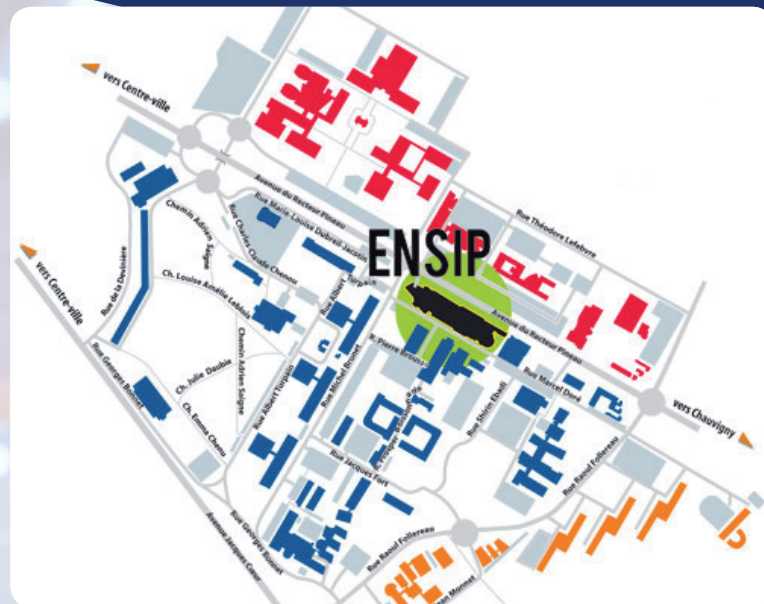 vers Centre-ville
Avenue du Recteur Pineau
Rue Théodore Lefebvre
Rue Marie-Louise Dubreil-Jacotin
Chemin Adrien Saigne
Rue Charles-Claude Chenou
ENSIP
vers Centre-ville
Rue de la Devinière
Ch. Louise Amélie Leblois
Rue Albert Turpain
Avenue du Recteur Pineau
R. Pierre Brousse
Rue Michel Brunet
Chemin Adrien Saigne
Rue Marcel Doré
Ch. Julie Daubie
Rue Georges Bonnet
Rue Albert Turpain
Rue Shirin Ebadi
vers Chauvigny
Ch. Emma Chenu
Rue Jacques Fort
Rue Raoul Follereau
Rue Georges Bonnet
Avenue Jacques Cœur
Rue Raoul Follereau
Monnet